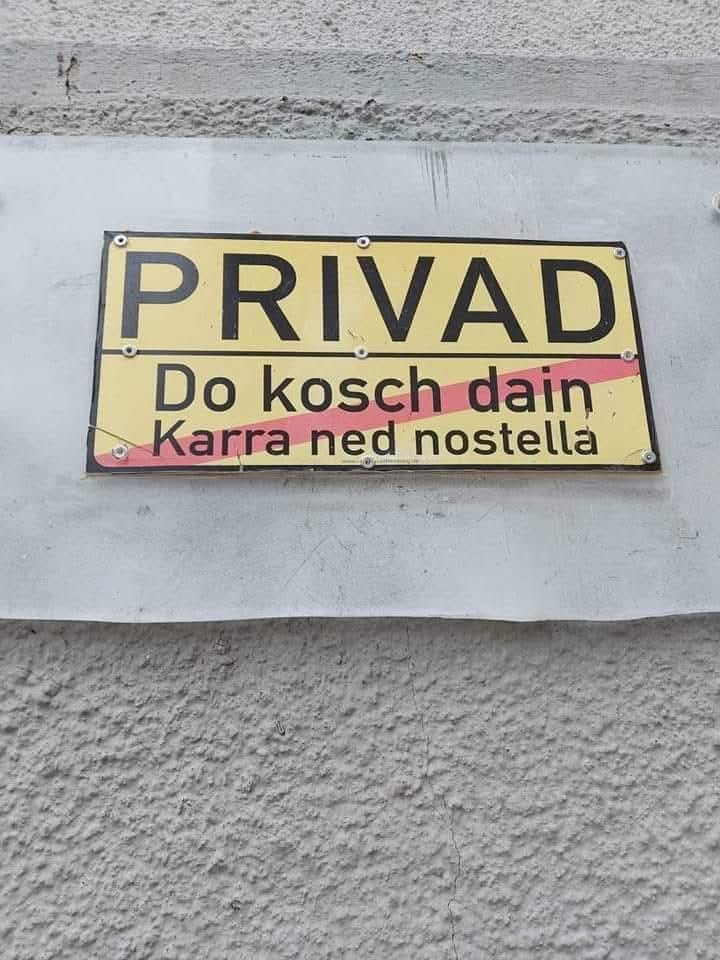 PRIVAD
Do kosch dain
Karra ned nostella